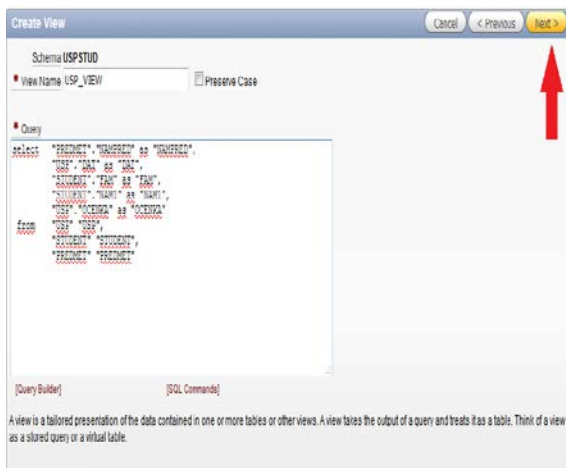 Create View
Cancel < Previous Next >
Schema USPSTUD
View Name USP_VIEW Preserve Case
Query
select "PREDMET"."NAMEPRED" as "NAMEPRED",
"USP"."DAT" as "DAT",
"STUDENT"."FAM" as "FAM",
"STUDENT"."NAMI" as "NAMI",
"USP"."OCENKA" as "OCENKA"
from "USP" "USP",
"STUDENT" "STUDENT",
"PREDMET" "PREDMET"
[Query Builder] [SQL Commands]
A view is a tailored presentation of the data contained in one or more tables or other views. A view takes the output of a query and treats it as a table. Think of a view
as a stored query or a virtual table.